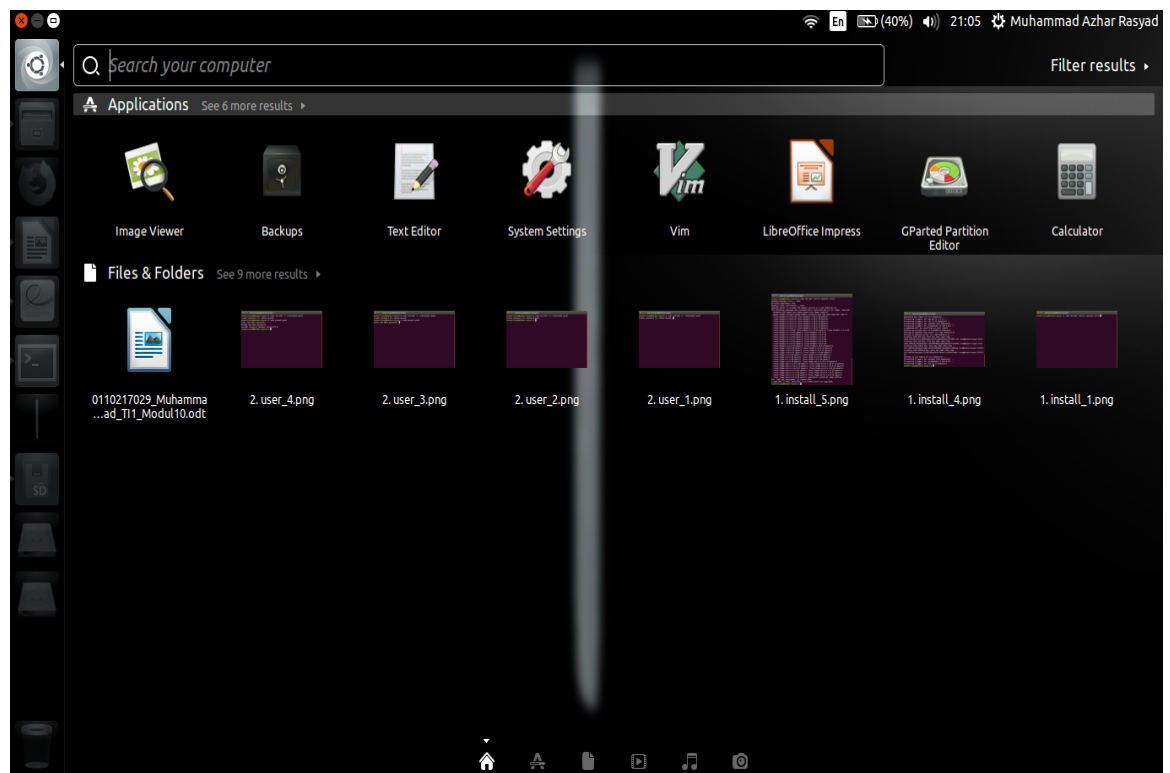 En (40%) 21:05 Muhammad Azhar Rasyad
Search your computer
Filter results
Applications See 6 more results
Image Viewer
Backups
Text Editor
System Settings
Vim
LibreOffice Impress
GParted Partition
Editor
Calculator
Files & Folders See 9 more results
0110217029_Muhamma
...ad_TI1_Modul10.odt
2. user_4.png
2. user_3.png
2. user_2.png
2. user_1.png
1. install_5.png
1. install_4.png
1. install_1.png
SD